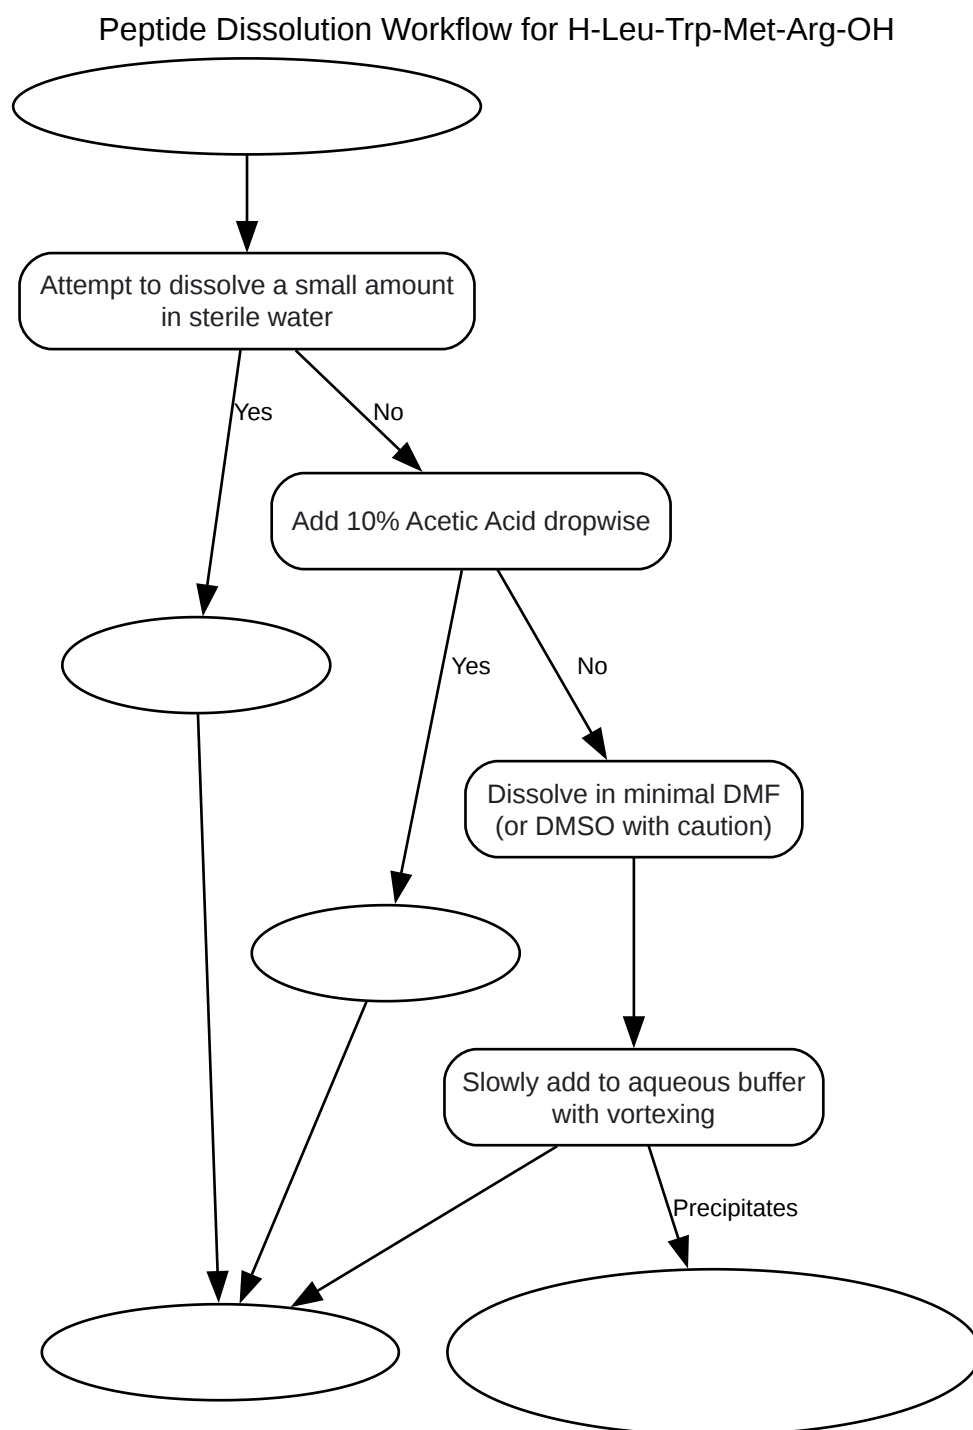 Peptide Dissolution Workflow for H-Leu-Trp-Met-Arg-OH
Attempt to dissolve a small amount
in sterile water
Yes
No
Add 10% Acetic Acid dropwise
Yes
No
Dissolve in minimal DMF
(or DMSO with caution)
Slowly add to aqueous buffer
with vortexing
Precipitates